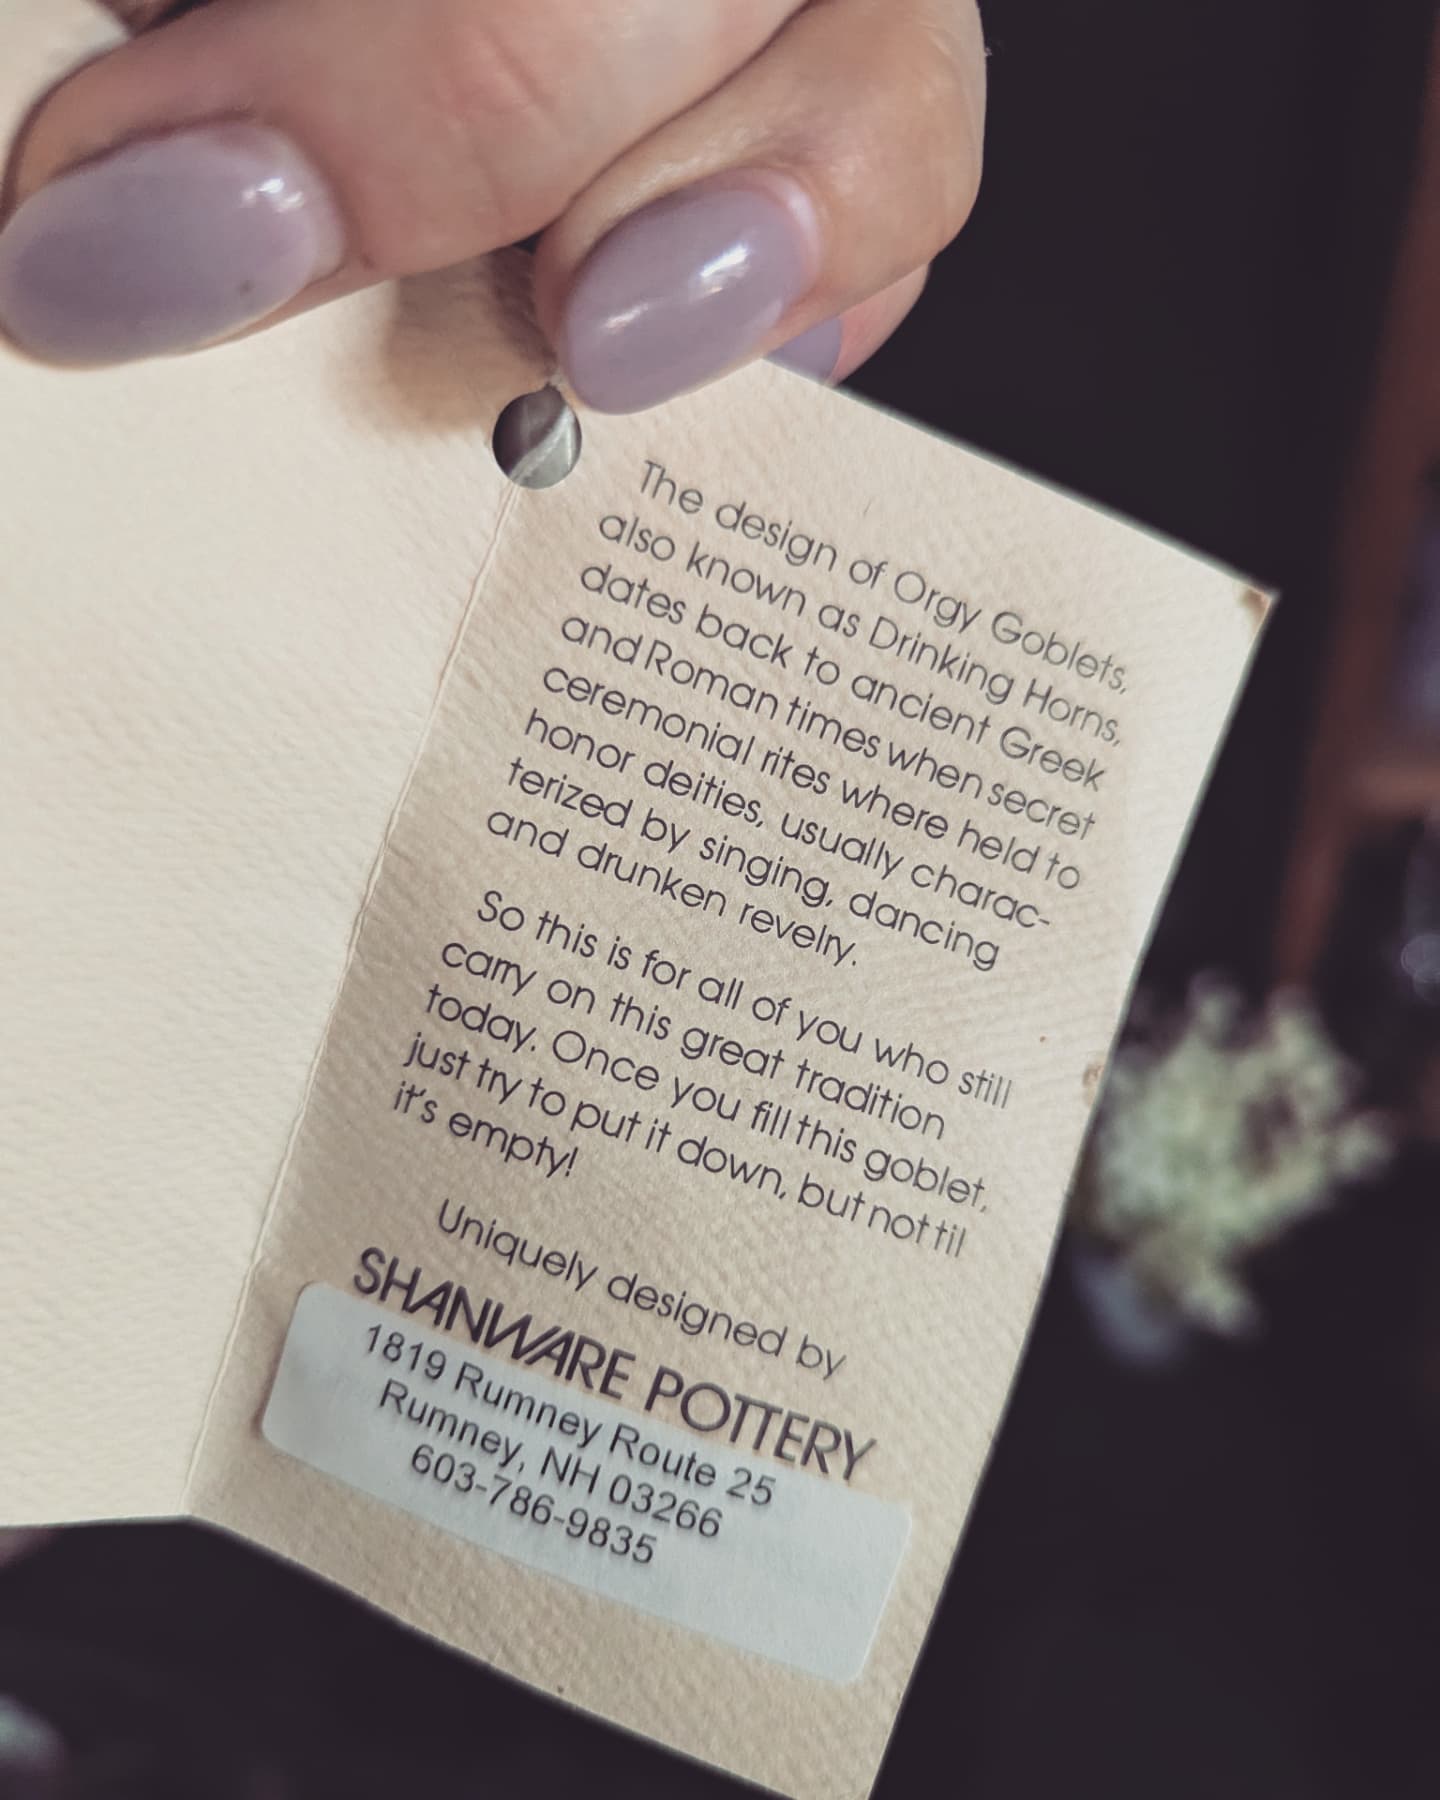 The design of Orgy Goblets,
also known as Drinking Horns,
dates back to ancient Greek
and Roman times when secret
ceremonial rites where held to
honor deities, usually charac-
terized by singing, dancing
and drunken revelry.
So this is for all of you who still
carry on this great tradition
today. Once you fill this goblet,
just try to put it down, but not til
it's empty!
Uniquely designed by
SHANWARE POTTERY
1819 Rumney Route 25
Rumney, NH 03266
603-786-9835